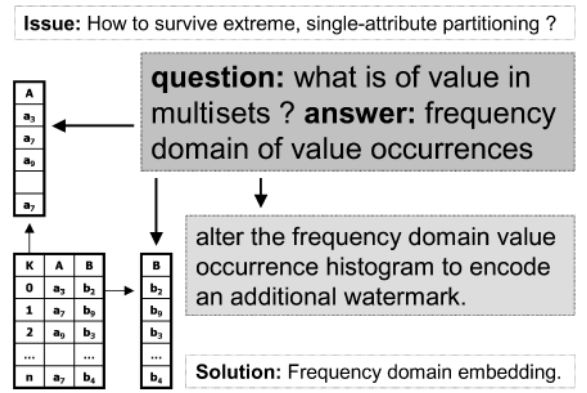 Issue: How to survive extreme, single-attribute partitioning ?
question: what is of value in
multisets ? answer: frequency
domain of value occurrences
A
a3
a7
a9
a7
alter the frequency domain value
occurrence histogram to encode
an additional watermark.
K A B
0 a3 b2
1 a7 b9
2 a9 b3
... ...
n a7 b4
B
b2
b9
b3
...
b4
Solution: Frequency domain embedding.